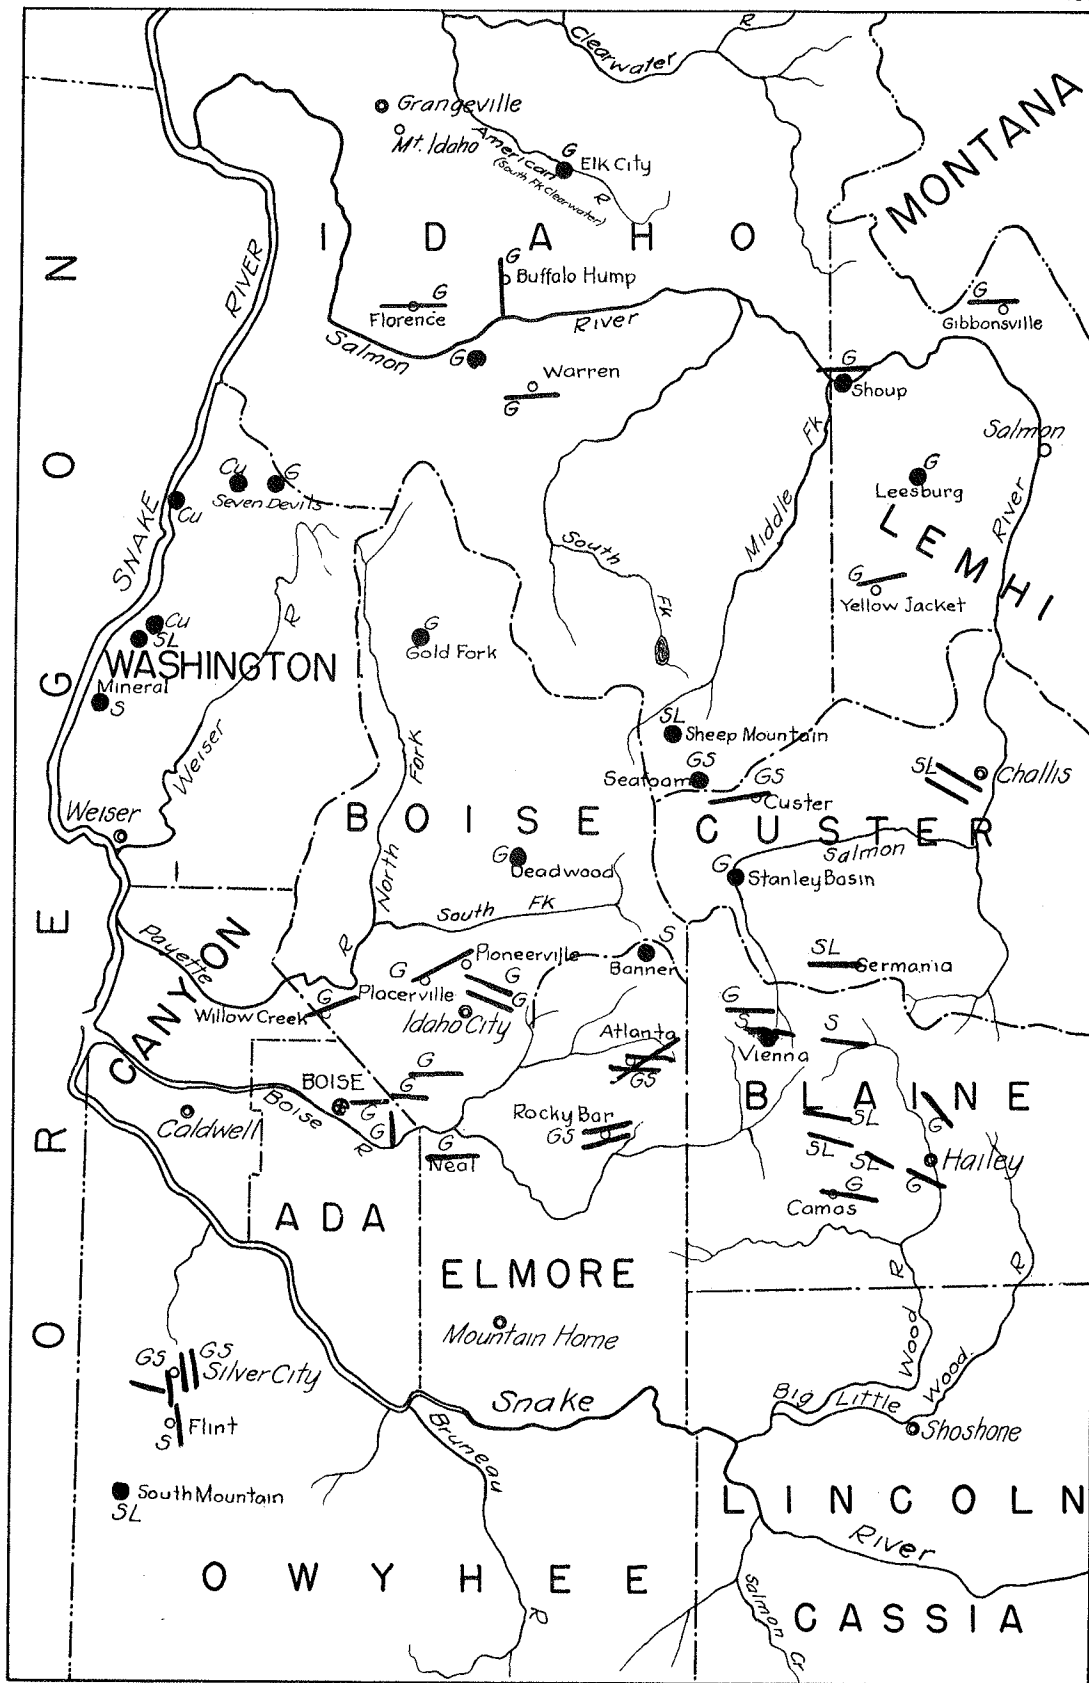 R
Clearwater
Grangeville
Mt. Idaho
American
(South FK Clearwater)
R
G
Elk City
MONTANA
IDAHO
OREGON
SNAKE RIVER
G
Buffalo Hump
G
Florence
Salmon River
G
G
Gibbonsville
G
Warren
G
Shoup
Salmon
Cu
G
Seven Devils
Cu
Middle Fk
G
Leesburg
LEMHI
River
South Fk
G
Yellow Jacket
Cu
SL
WASHINGTON
Mineral
S
Weiser R
G
Gold Fork
SL
Sheep Mountain
GS
Seafoam
GS
Custer
SL
Challis
Weiser
North Fork
BOISE
CUSTER
Salmon
G
Deadwood
G
Stanley Basin
South FK
Payette
R
CANYON
Pioneerville
G
Placerville
G
G
S
Banner
SL
Germania
G
Willow Creek
Idaho City
G
S
Vienna
S
Atlanta
GS
BOISE
G
G
G
G
Boise R
Caldwell
Rocky Bar
GS
G
Neal
BLAINE
SL
G
SL
SL
Hailey
G
G
Camas
ADA
ELMORE
Mountain Home
R
R
Wood
Wood
Big
Little
Shoshone
GS
GS
Silver City
S
Flint
Snake
Bruneau
R
South Mountain
SL
LINCOLN
River
OWYHEE
Salmon Cr
CASSIA